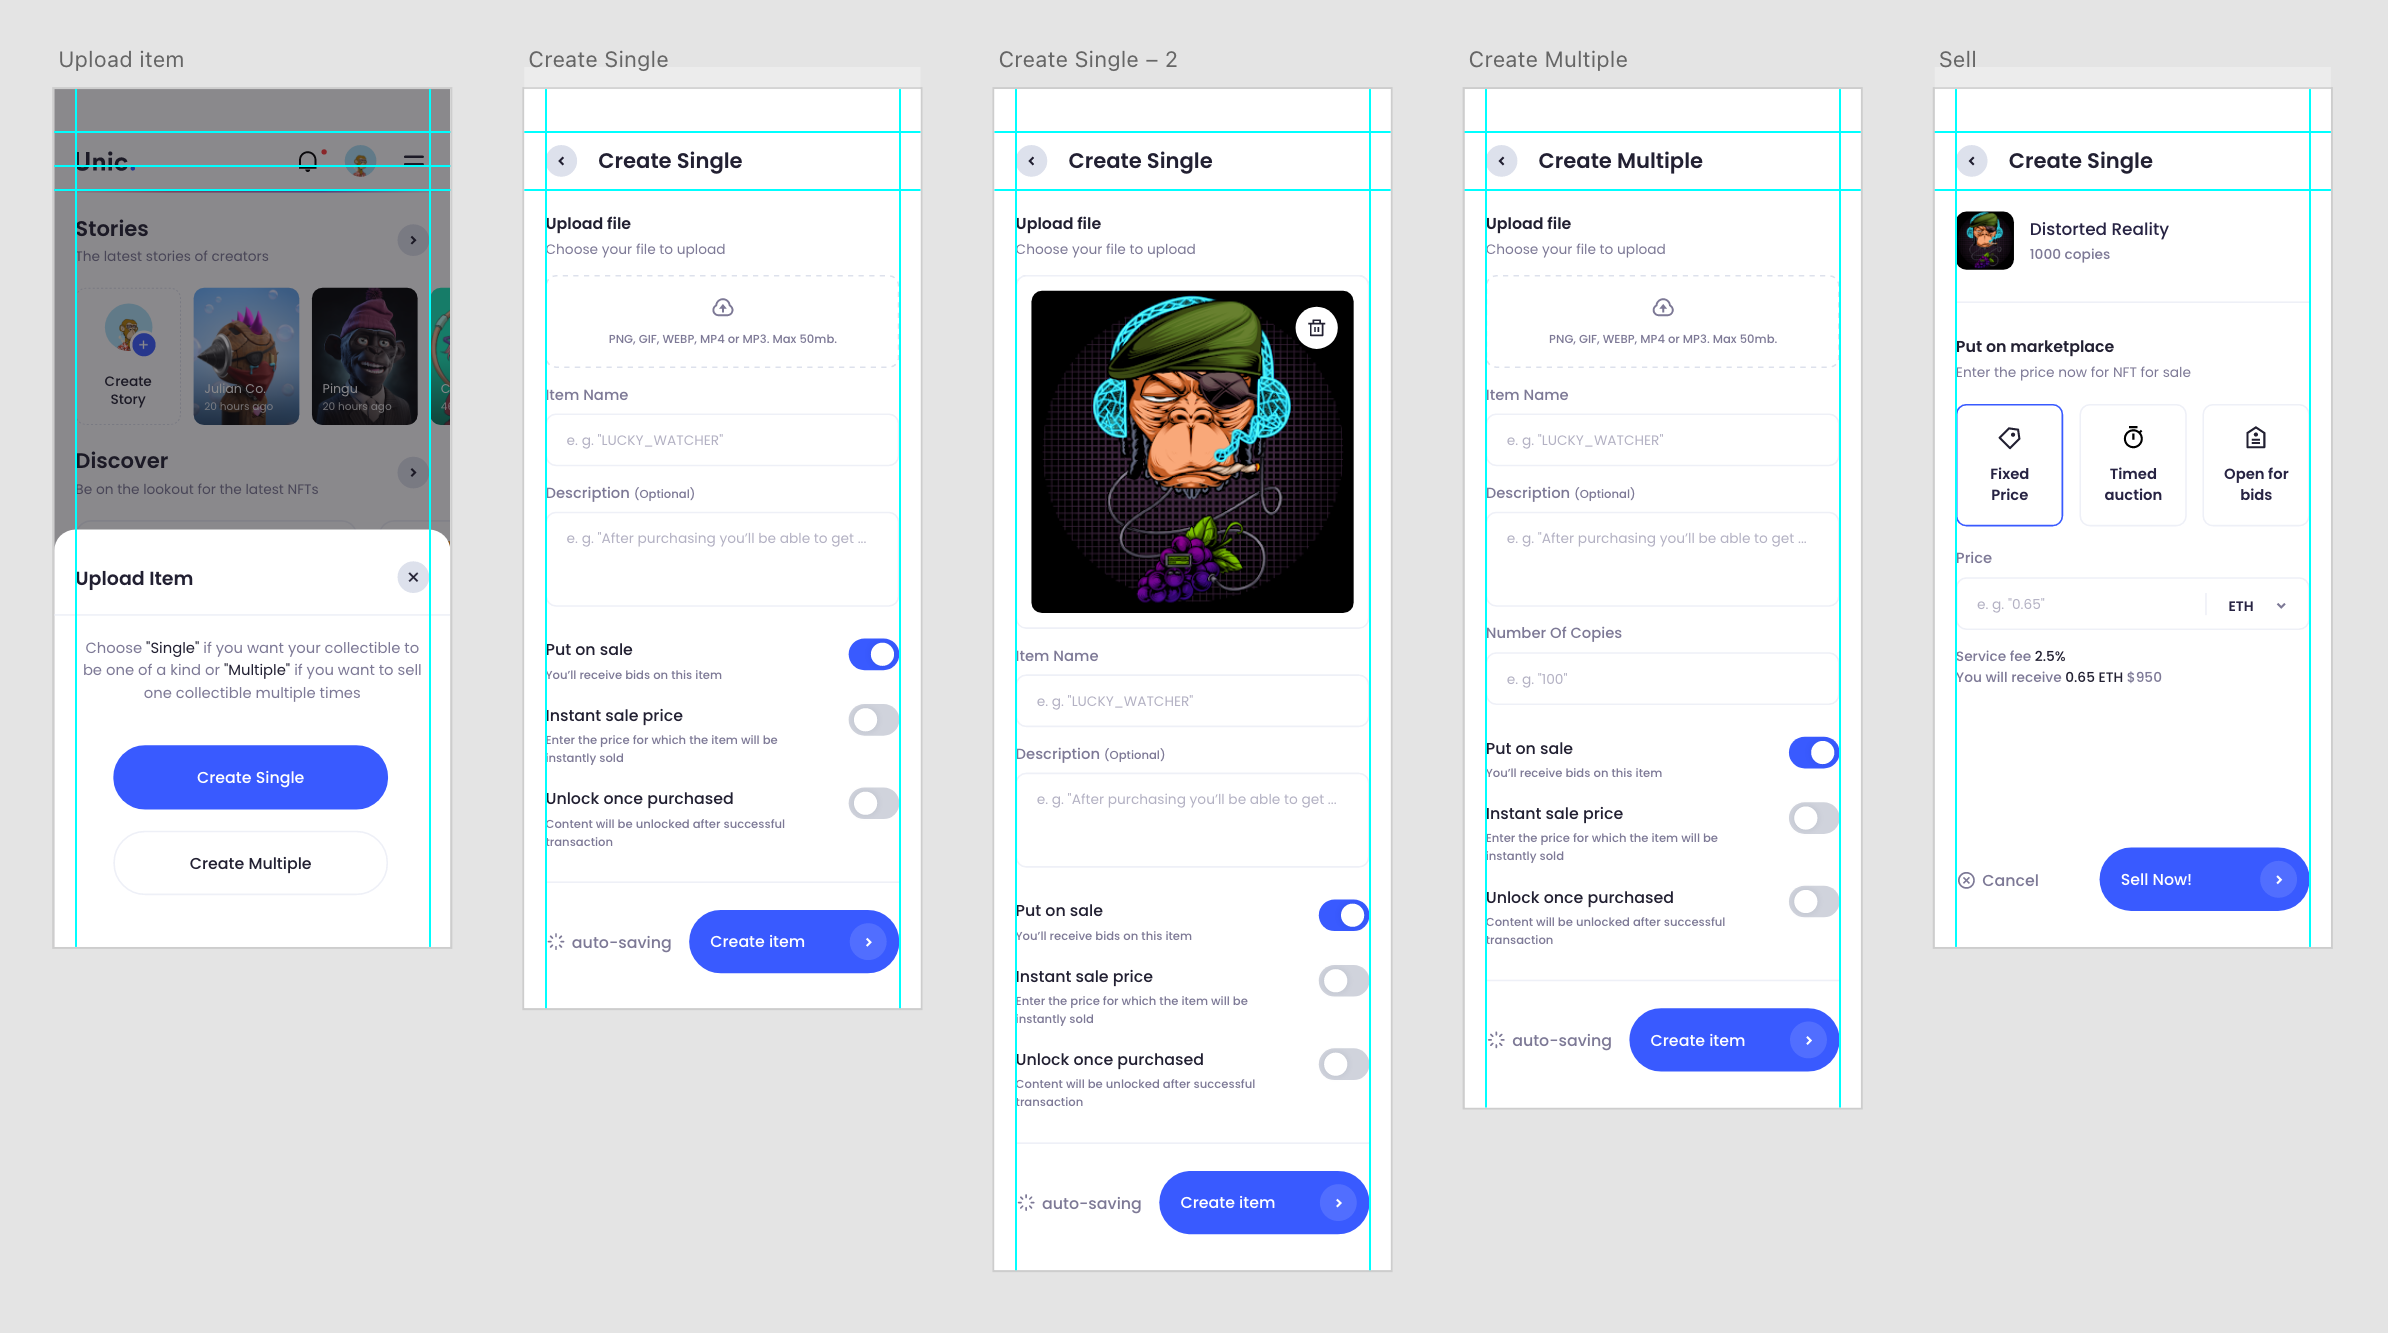 Upload item
Unic.
Stories
The latest stories of creators
Create
Story
Julian Co.
20 hours ago
Pingu
20 hours ago
Discover
Be on the lookout for the latest NFTs
Upload Item
Choose "Single" if you want your collectible to
be one of a kind or "Multiple" if you want to sell
one collectible multiple times
Create Single
Create Multiple
Create Single
Create Single
Upload file
Choose your file to upload
PNG, GIF, WEBP, MP4 or MP3. Max 50mb.
Item Name
e. g. "LUCKY_WATCHER"
Description (Optional)
e. g. "After purchasing you'll be able to get ...
Put on sale
You'll receive bids on this item
Instant sale price
Enter the price for which the item will be
instantly sold
Unlock once purchased
Content will be unlocked after successful
transaction
auto-saving
Create item
Create Single – 2
Create Single
Upload file
Choose your file to upload
Item Name
e. g. "LUCKY_WATCHER"
Description (Optional)
e. g. "After purchasing you'll be able to get ...
Put on sale
You'll receive bids on this item
Instant sale price
Enter the price for which the item will be
instantly sold
Unlock once purchased
Content will be unlocked after successful
transaction
auto-saving
Create item
Create Multiple
Create Multiple
Upload file
Choose your file to upload
PNG, GIF, WEBP, MP4 or MP3. Max 50mb.
Item Name
e. g. "LUCKY_WATCHER"
Description (Optional)
e. g. "After purchasing you'll be able to get ...
Number Of Copies
e. g. "100"
Put on sale
You'll receive bids on this item
Instant sale price
Enter the price for which the item will be
instantly sold
Unlock once purchased
Content will be unlocked after successful
transaction
auto-saving
Create item
Sell
Create Single
Distorted Reality
1000 copies
Put on marketplace
Enter the price now for NFT for sale
Fixed
Price
Timed
auction
Open for
bids
Price
e. g. "0.65"
ETH
Service fee 2.5%
You will receive 0.65 ETH $950
Cancel
Sell Now!